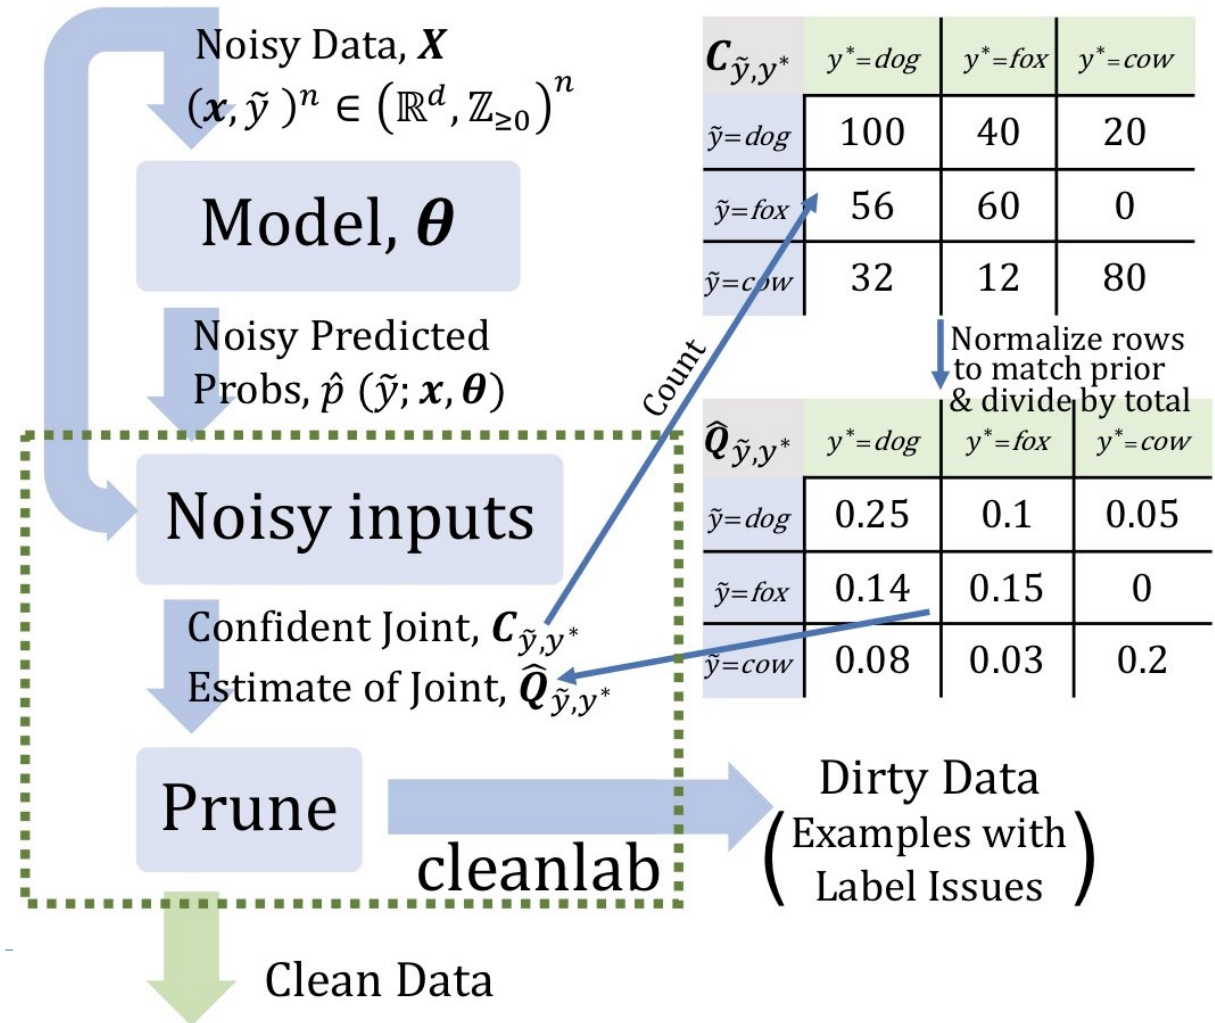 Noisy Data, X
(x, ỹ )ⁿ ∈ (ℝᵈ, ℤ≥0)ⁿ
Model, θ
Noisy Predicted
Probs, p̂ (ỹ; x, θ)
Noisy inputs
Confident Joint, C ỹ,y*
Estimate of Joint, Q̂ ỹ,y*
Prune
cleanlab
Clean Data
Dirty Data
(Examples with
Label Issues)
Count
C ỹ,y* y*=dog y*=fox y*=cow
ỹ=dog 100 40 20
ỹ=fox 56 60 0
ỹ=cow 32 12 80
Normalize rows
to match prior
& divide by total
Q̂ ỹ,y* y*=dog y*=fox y*=cow
ỹ=dog 0.25 0.1 0.05
ỹ=fox 0.14 0.15 0
ỹ=cow 0.08 0.03 0.2